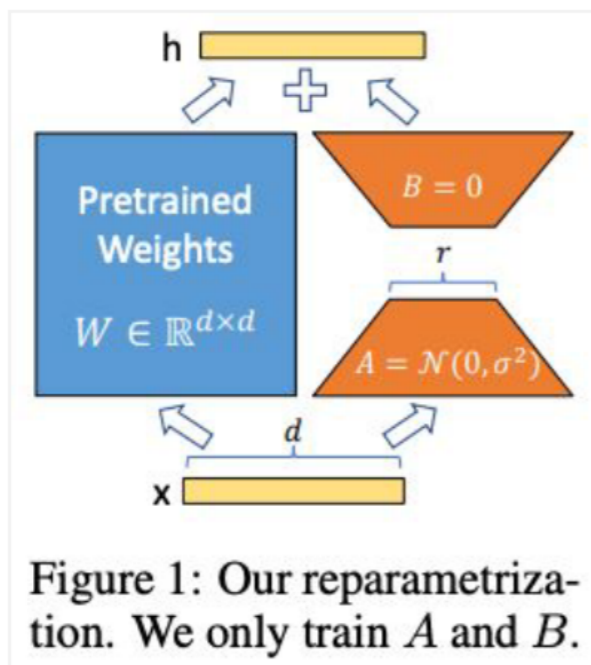 h
Pretrained
Weights
W ∈ ℝ^{d×d}
B = 0
r
A = 𝒩(0, σ²)
d
x
Figure 1: Our reparametriza-
tion. We only train A and B.